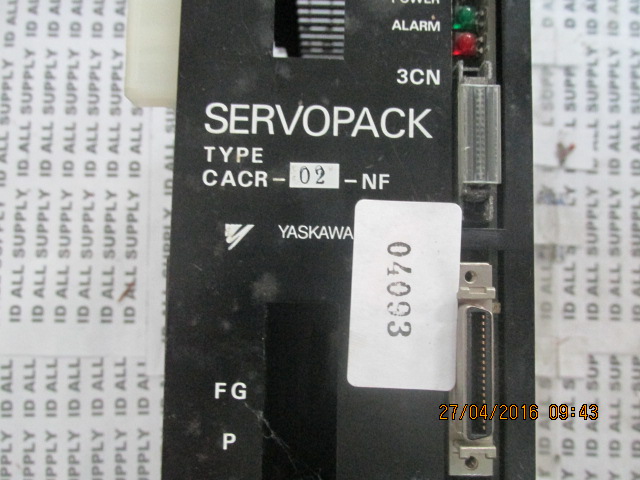 POWER
ALARM
3CN
SERVOPACK
TYPE
CACR-02-NF
YASKAWA
04093
FG
P
27/04/2016 09:43
ID ALL SUPPLY